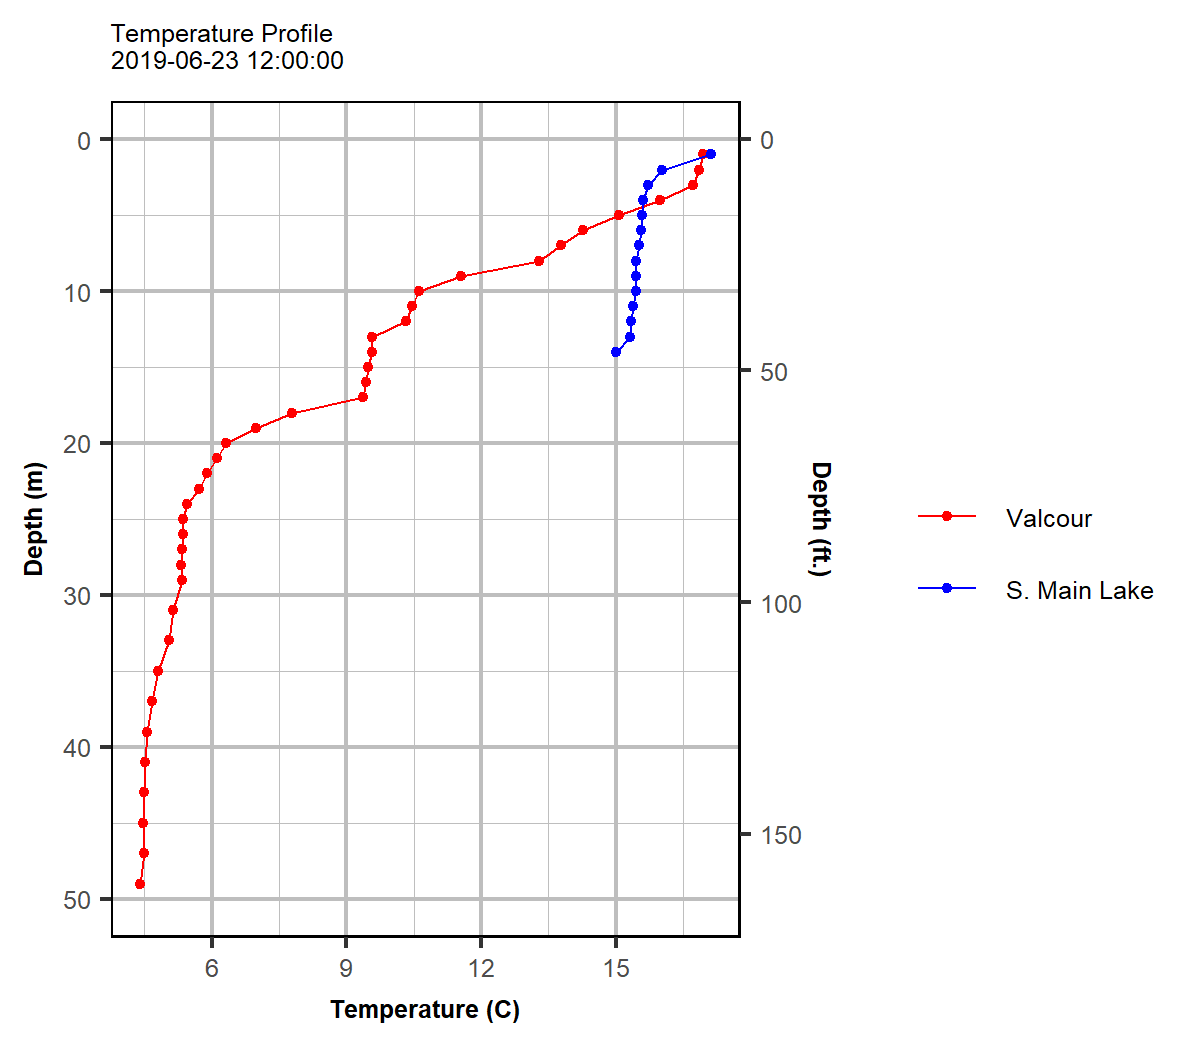 Temperature Profile
2019-06-23 12:00:00
0
10
20
30
40
50
Depth (m)
0
50
100
150
Depth (ft.)
6 9 12 15
Temperature (C)
Valcour
S. Main Lake